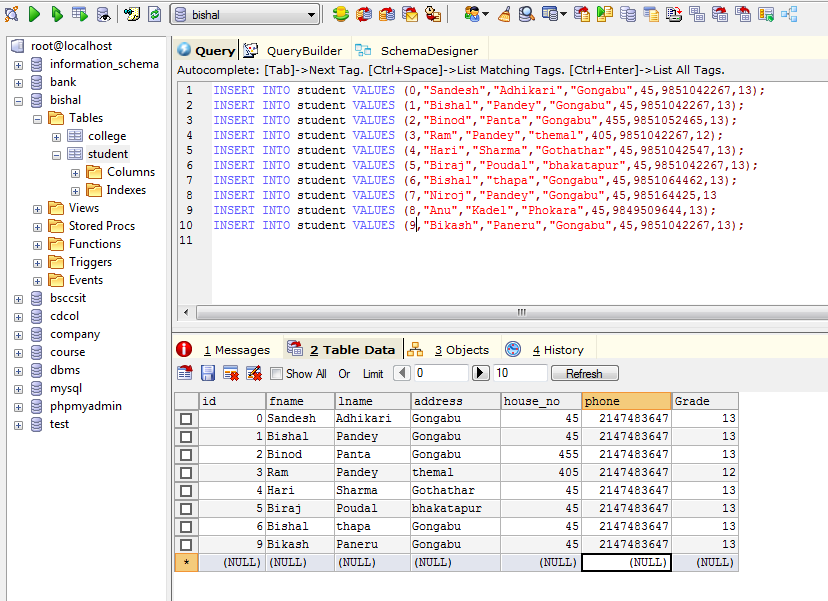 bishal
root@localhost
information_schema
bank
bishal
Tables
college
student
Columns
Indexes
Views
Stored Procs
Functions
Triggers
Events
bsccsit
cdcol
company
course
dbms
mysql
phpmyadmin
test
Query QueryBuilder SchemaDesigner
Autocomplete: [Tab]->Next Tag. [Ctrl+Space]->List Matching Tags. [Ctrl+Enter]->List All Tags.
1 INSERT INTO student VALUES (0,"Sandesh","Adhikari","Gongabu",45,9851042267,13);
2 INSERT INTO student VALUES (1,"Bishal","Pandey","Gongabu",45,9851042267,13);
3 INSERT INTO student VALUES (2,"Binod","Panta","Gongabu",455,9851052465,13);
4 INSERT INTO student VALUES (3,"Ram","Pandey","themal",405,9851042267,12);
5 INSERT INTO student VALUES (4,"Hari","Sharma","Gothathar",45,9851042547,13);
6 INSERT INTO student VALUES (5,"Biraj","Poudal","bhakatapur",45,9851042267,13);
7 INSERT INTO student VALUES (6,"Bishal","thapa","Gongabu",45,9851064462,13);
8 INSERT INTO student VALUES (7,"Niroj","Pandey","Gongabu",45,985164425,13
9 INSERT INTO student VALUES (8,"Anu","Kadel","Phokara",45,9849509644,13);
10 INSERT INTO student VALUES (9,"Bikash","Paneru","Gongabu",45,9851042267,13);
11
1 Messages 2 Table Data 3 Objects 4 History
Show All Or Limit 0 10 Refresh
id fname lname address house_no phone Grade
0 Sandesh Adhikari Gongabu 45 2147483647 13
1 Bishal Pandey Gongabu 45 2147483647 13
2 Binod Panta Gongabu 455 2147483647 13
3 Ram Pandey themal 405 2147483647 12
4 Hari Sharma Gothathar 45 2147483647 13
5 Biraj Poudal bhakatapur 45 2147483647 13
6 Bishal thapa Gongabu 45 2147483647 13
9 Bikash Paneru Gongabu 45 2147483647 13
* (NULL) (NULL) (NULL) (NULL) (NULL) (NULL) (NULL)